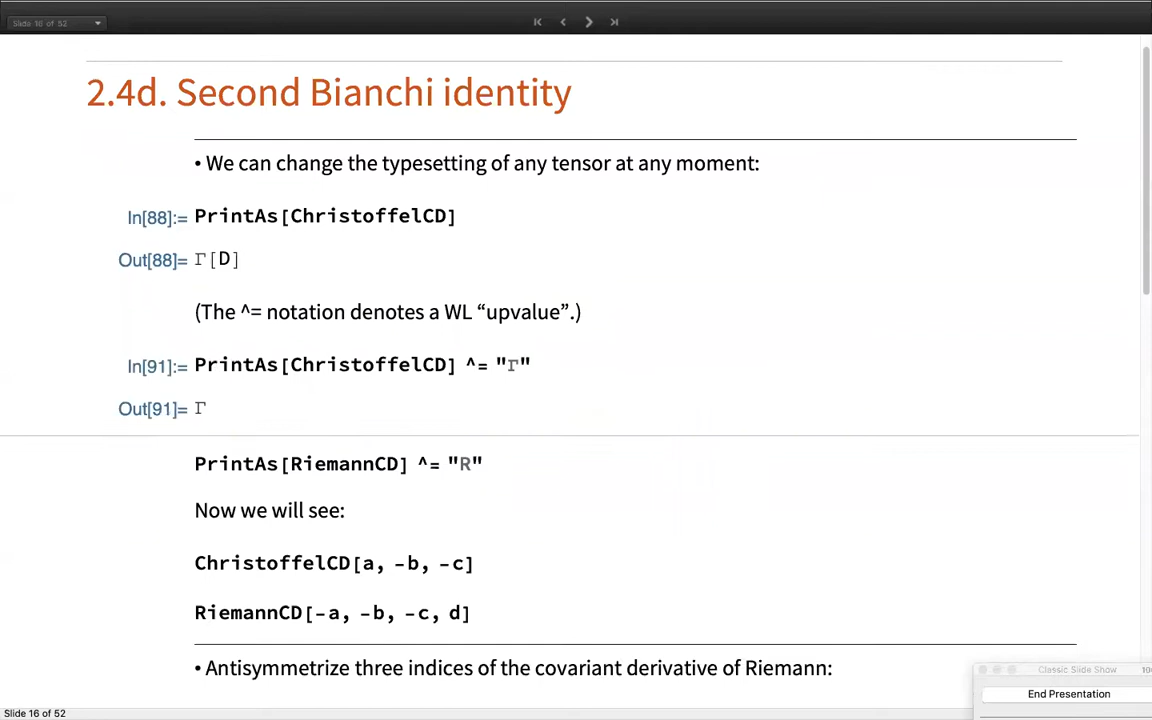 Slide 16 of 52
2.4d. Second Bianchi identity
• We can change the typesetting of any tensor at any moment:
In[88]:= PrintAs[ChristoffelCD]
Out[88]= Γ[D]
(The ^= notation denotes a WL “upvalue”.)
In[91]:= PrintAs[ChristoffelCD] ^= "Γ"
Out[91]= Γ
PrintAs[RiemannCD] ^= "R"
Now we will see:
ChristoffelCD[a, -b, -c]
RiemannCD[-a, -b, -c, d]
• Antisymmetrize three indices of the covariant derivative of Riemann:
Classic Slide Show
End Presentation
Slide 16 of 52